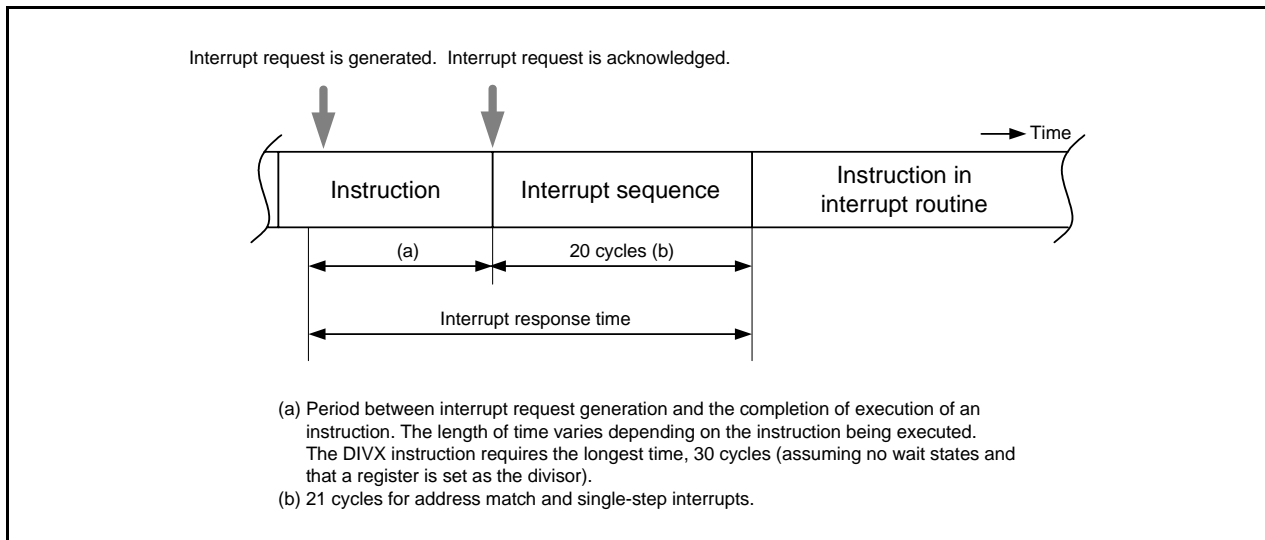 Interrupt request is generated. Interrupt request is acknowledged.
Time
Instruction
Interrupt sequence
Instruction in
interrupt routine
(a)
20 cycles (b)
Interrupt response time
(a) Period between interrupt request generation and the completion of execution of an
instruction. The length of time varies depending on the instruction being executed.
The DIVX instruction requires the longest time, 30 cycles (assuming no wait states and
that a register is set as the divisor).
(b) 21 cycles for address match and single-step interrupts.